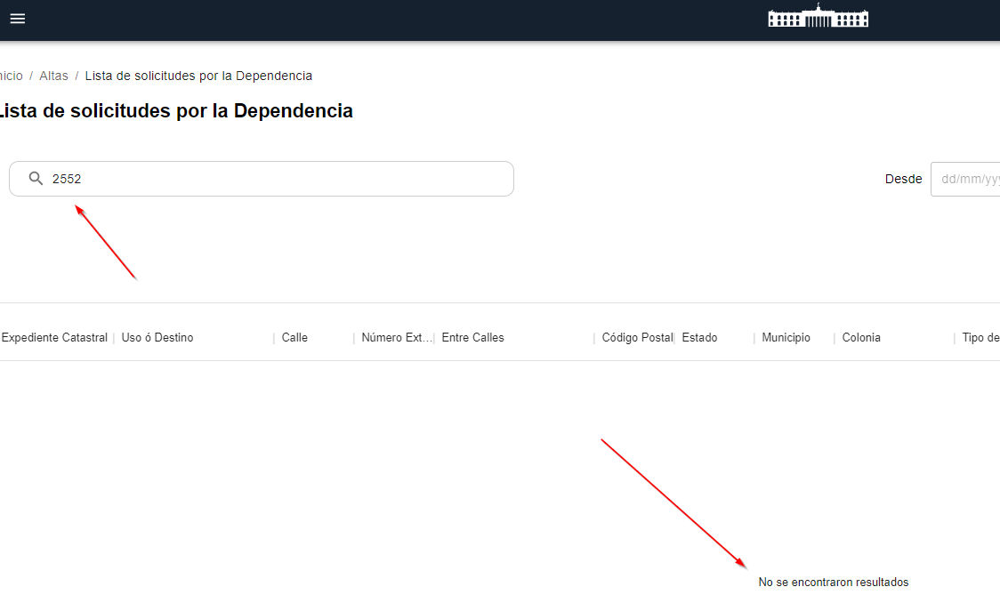 nicio / Altas / Lista de solicitudes por la Dependencia
Lista de solicitudes por la Dependencia
2552
Desde dd/mm/yyy
Expediente Catastral Uso ó Destino Calle Número Ext... Entre Calles Código Postal Estado Municipio Colonia Tipo de
No se encontraron resultados